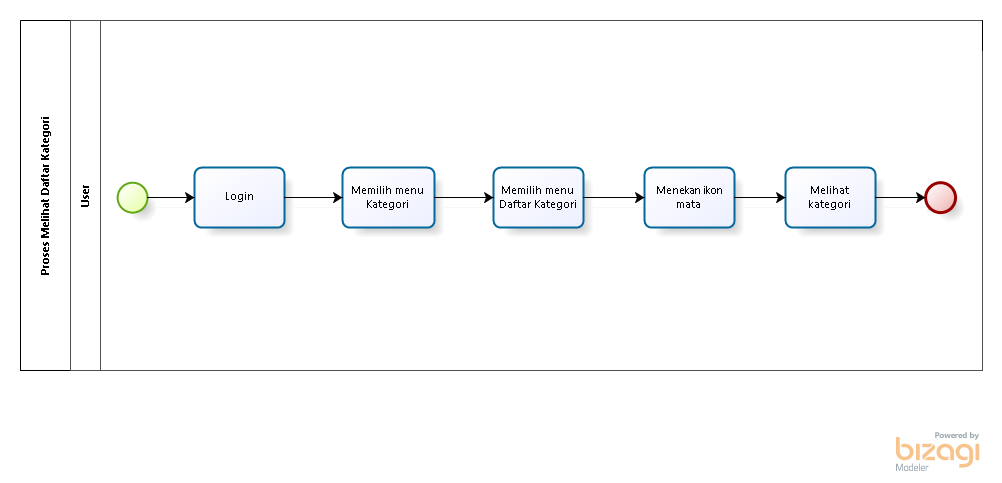 Proses Melihat Daftar Kategori
User
Login
Memilih menu
Kategori
Memilih menu
Daftar Kategori
Menekan ikon
mata
Melihat
kategori
Powered by
bizagi
Modeler